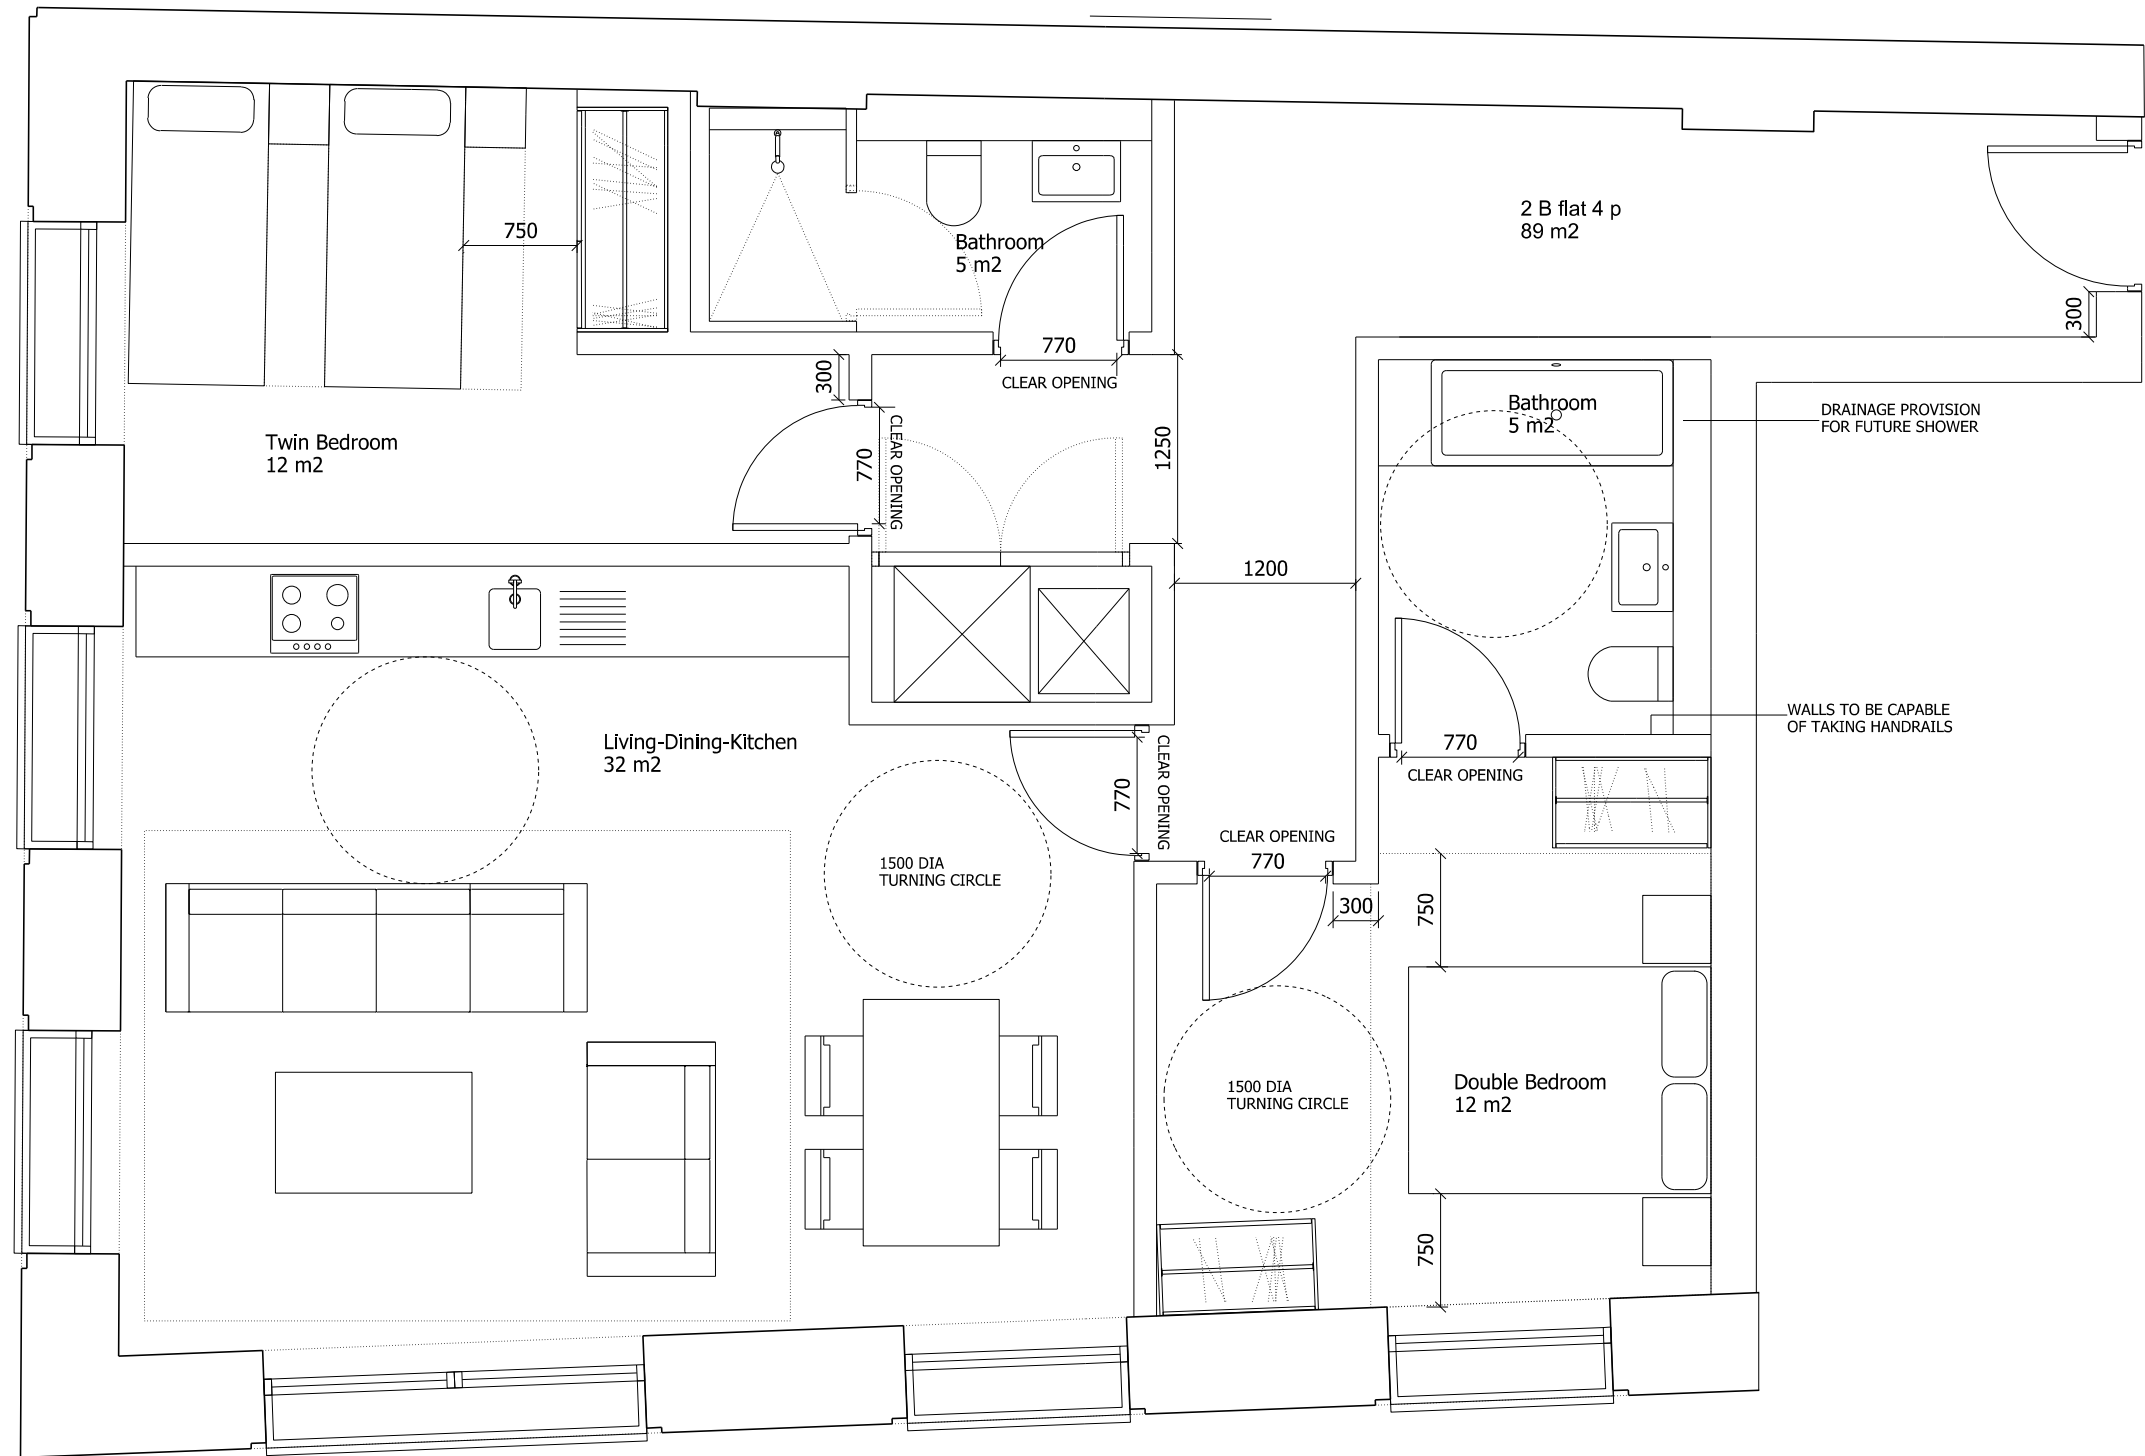 2 B flat 4 p
89 m2
750
Bathroom
5 m2
300
770
CLEAR OPENING
300
Bathroom
5 m2
DRAINAGE PROVISION
FOR FUTURE SHOWER
Twin Bedroom
12 m2
770
CLEAR OPENING
1250
1200
WALLS TO BE CAPABLE
OF TAKING HANDRAILS
Living-Dining-Kitchen
32 m2
770
CLEAR OPENING
770
CLEAR OPENING
CLEAR OPENING
770
1500 DIA
TURNING CIRCLE
300
750
1500 DIA
TURNING CIRCLE
Double Bedroom
12 m2
750